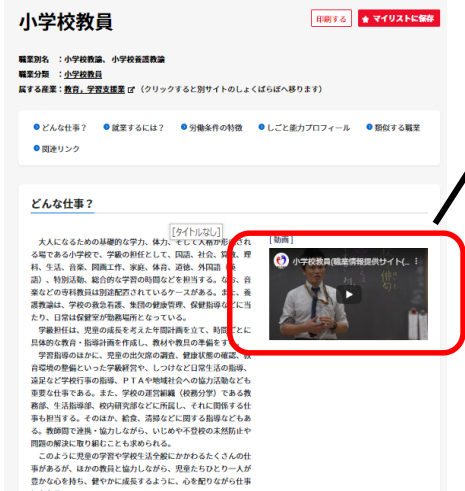 小学校教員
印刷する
★ マイリストに保存
職業別名 ：小学校教諭、小学校養護教諭
職業分類 ：小学校教員
属する産業：教育，学習支援業 （クリックすると別サイトのしょくばらぼへ移ります）
どんな仕事？ 就業するには？ 労働条件の特徴 しごと能力プロフィール 類似する職業
関連リンク
どんな仕事？
[タイトルなし]
[動画]
小学校教員(職業情報提供サイト(...
大人になるための基礎的な学力、体力、そして人格が形成され
る場である小学校で、学級の担任として、国語、社会、算数、理
科、生活、音楽、図画工作、家庭、体育、道徳、外国語（英
語）、特別活動、総合的な学習の時間などを担当する。なお、音
楽などの専科教員は別途配置されているケースがある。また、養
護教諭は、学校の救急看護、集団の健康管理、保健指導などに当
たり、日常は保健室が勤務場所となっている。
学級担任は、児童の成長を考えた年間計画を立て、時間ごとに
具体的な教育・指導計画を作成し、教材や教具の準備をす
学習指導のほかに、児童の出欠席の調査、健康状態の確認、教
育環境の整備といった学級経営や、しつけなど日常生活の指導、
遠足など学校行事の指導、ＰＴＡや地域社会への協力活動なども
重要な仕事である。また、学校の運営組織（校務分掌）である教
務部、生活指導部、校内研究部などに所属し、それに関係する仕
事も担当する。そのほか、給食、清掃などに関する指導などもあ
る。教師間で連携・協力しながら、いじめや不登校の未然防止や
問題の解決に取り組むことも求められる。
このように児童の学習や学校生活全般にかかわるたくさんの仕
事があるが、ほかの教員と協力しながら、児童たちひとり一人が
豊かな心を持ち、健やかに成長するように、心を配りながら仕事